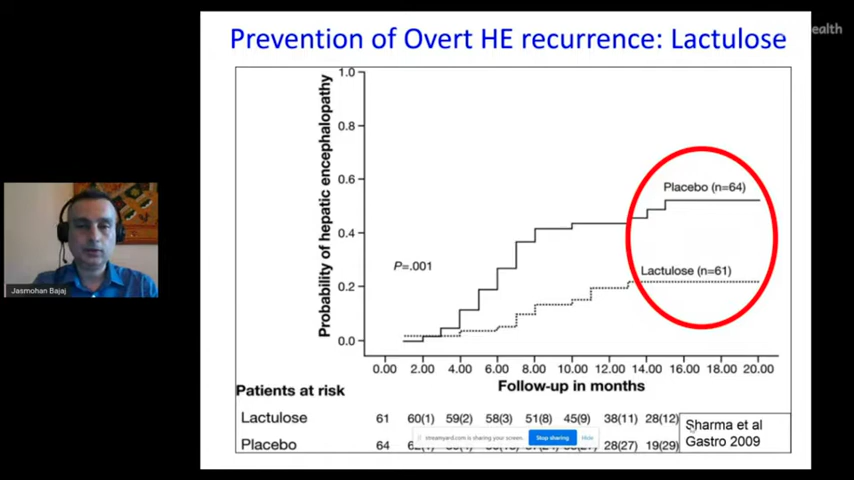 ealth
Prevention of Overt HE recurrence: Lactulose
Probability of hepatic encephalopathy
1.0
0.8
0.6
0.4
0.2
0.0
Placebo (n=64)
P=.001
Lactulose (n=61)
0.00 2.00 4.00 6.00 8.00 10.00 12.00 14.00 16.00 18.00 20.00
Follow-up in months
Patients at risk
Lactulose 61 60(1) 59(2) 58(3) 51(8) 45(9) 38(11) 28(12)
Placebo 64 28(27) 19(29)
Sharma et al
Gastro 2009
streamyard.com is sharing your screen. Stop sharing Hide
Jasmohan Bajaj